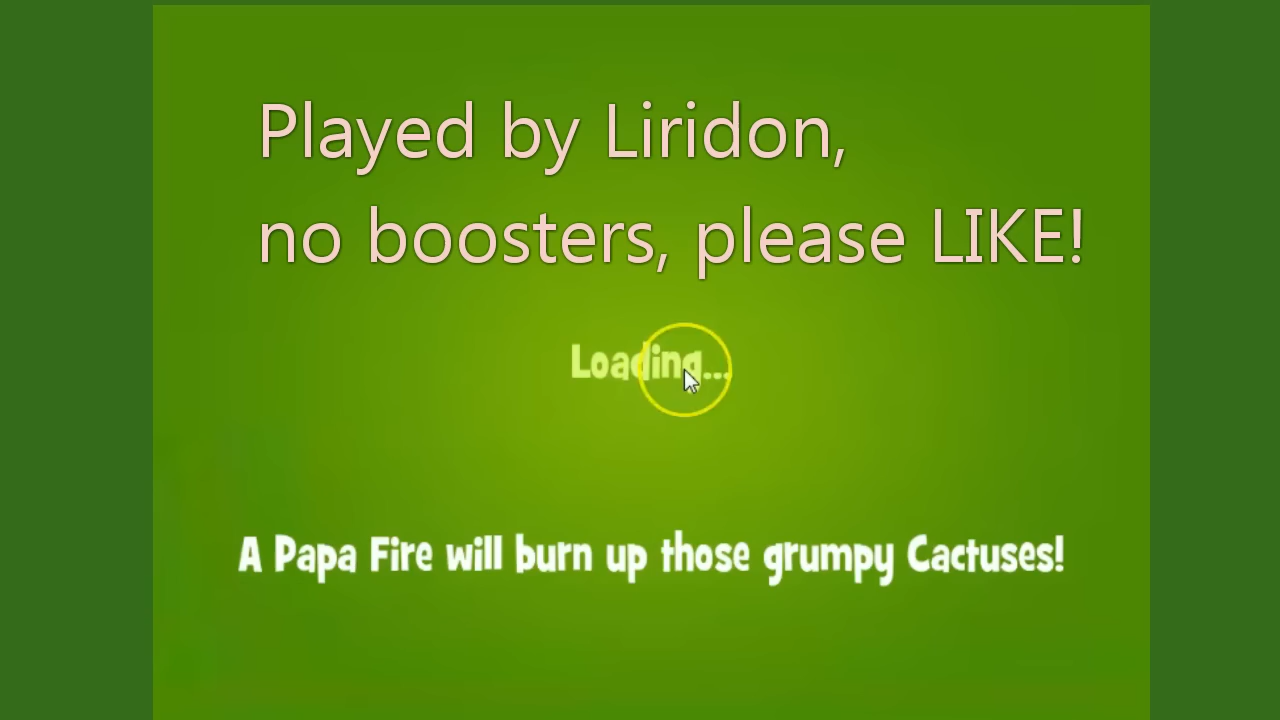 Played by Liridon,
no boosters, please LIKE!
Loading...
A Papa Fire will burn up those grumpy Cactuses!